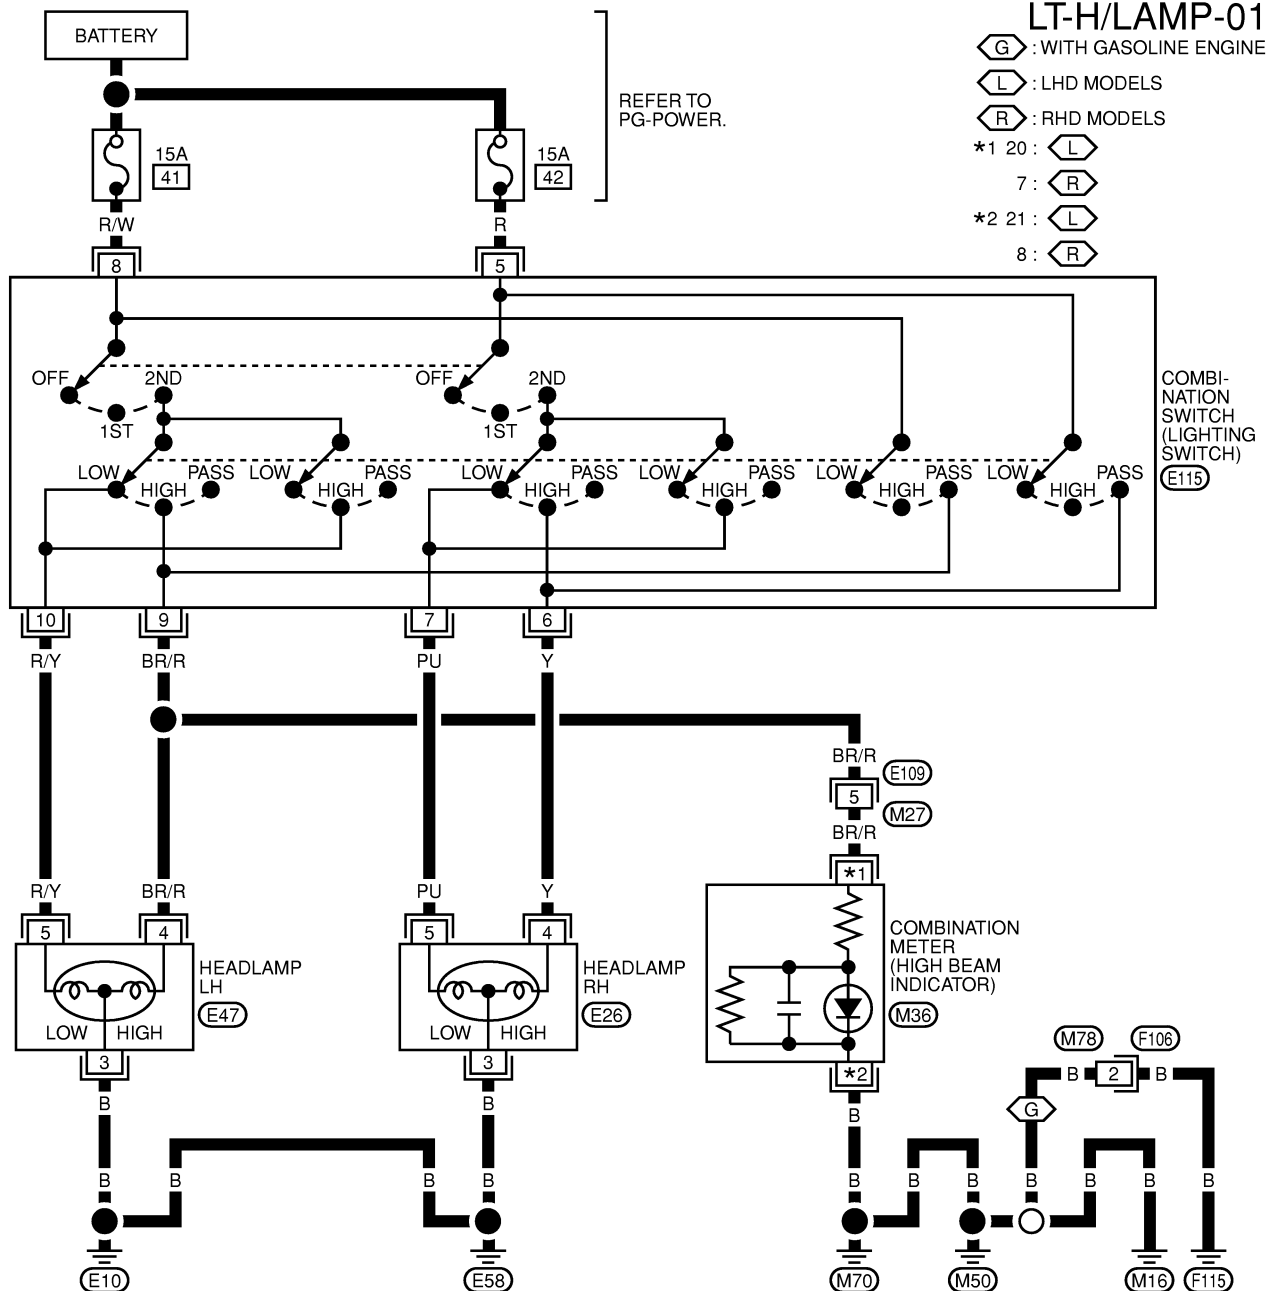 LT-H/LAMP-01
BATTERY
G : WITH GASOLINE ENGINE
L : LHD MODELS
R : RHD MODELS
*1 20 : L
7 : R
*2 21 : L
8 : R
REFER TO
PG-POWER.
15A
41
15A
42
R/W
R
8
5
OFF
2ND
1ST
OFF
2ND
1ST
LOW
HIGH
PASS
LOW
HIGH
PASS
LOW
HIGH
PASS
LOW
HIGH
PASS
LOW
HIGH
PASS
LOW
HIGH
PASS
COMBI-
NATION
SWITCH
(LIGHTING
SWITCH)
E115
10
9
7
6
R/Y
BR/R
PU
Y
BR/R
E109
5
M27
BR/R
R/Y
BR/R
PU
Y
*1
5
4
5
4
HEADLAMP
LH
E47
LOW
HIGH
HEADLAMP
RH
E26
LOW
HIGH
COMBINATION
METER
(HIGH BEAM
INDICATOR)
M36
3
3
*2
M78
F106
B
2
B
B
B
B
G
B
B
B
B
B
B
B
B
B
B
B
E10
E58
M70
M50
M16
F115